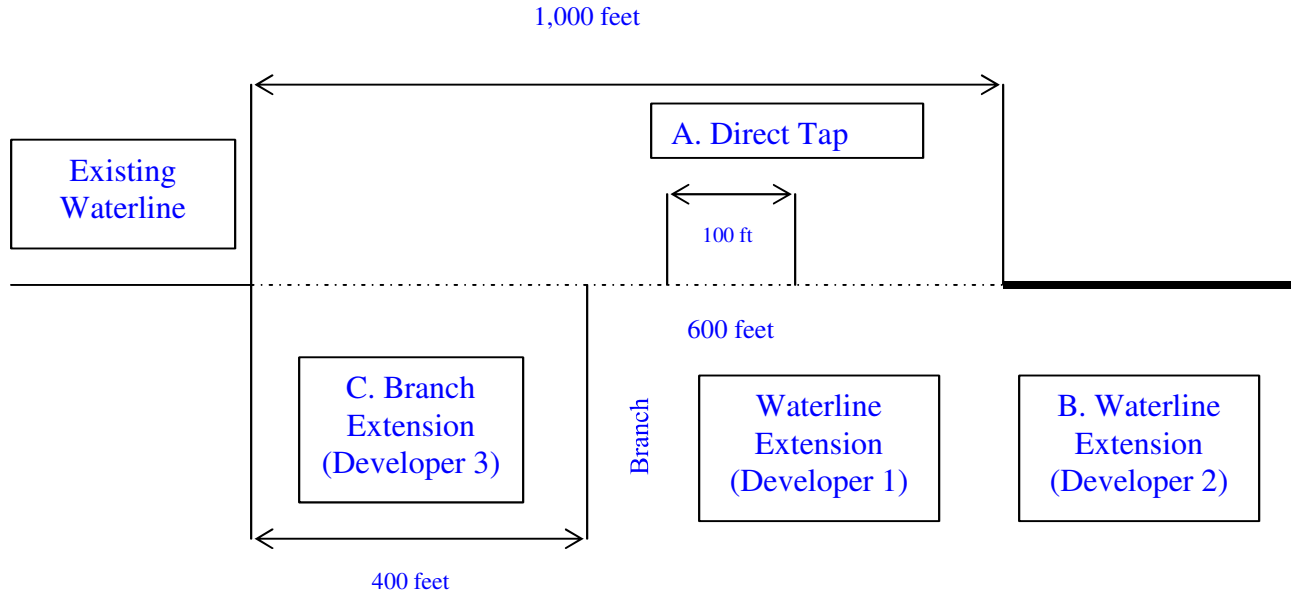 1,000 feet
A. Direct Tap
Existing
Waterline
100 ft
600 feet
C. Branch
Extension
(Developer 3)
Branch
Waterline
Extension
(Developer 1)
B. Waterline
Extension
(Developer 2)
400 feet